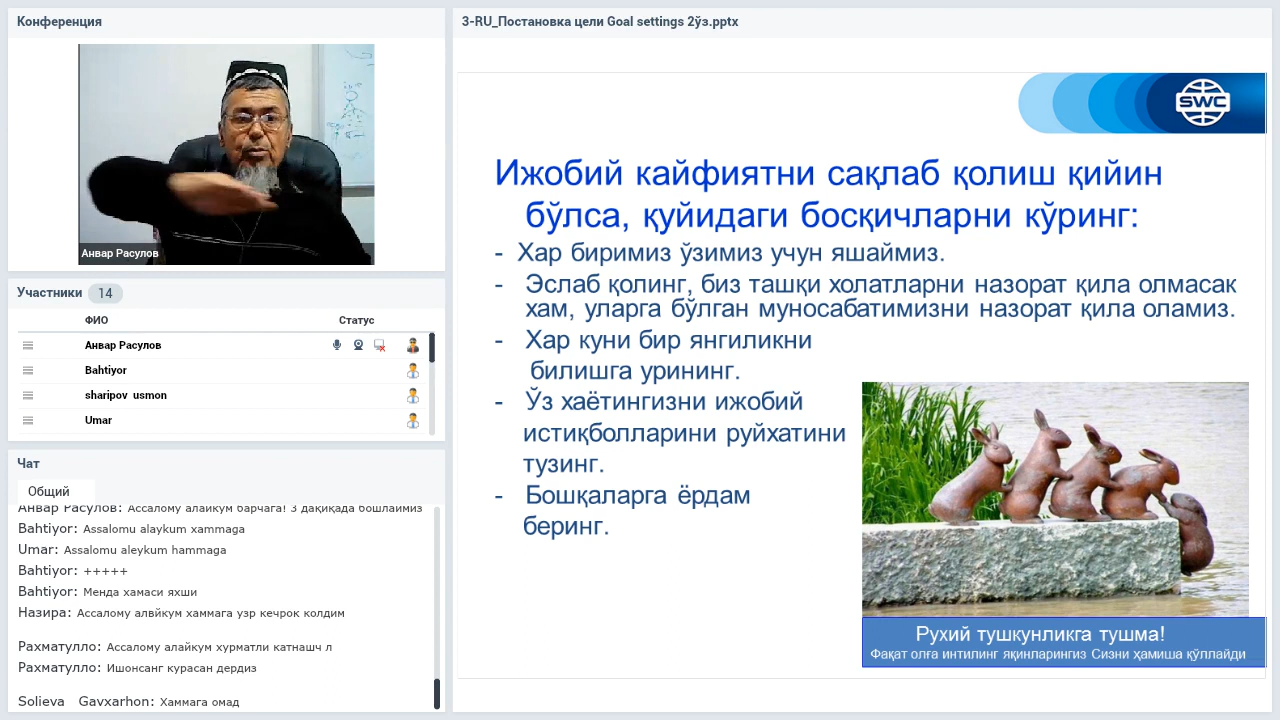 Конференция
Анвар Расулов
Участники 14
ФИО Статус
Анвар Расулов
Bahtiyor
sharipov usmon
Umar
Чат
Общий
Анвар Расулов: Ассалому алайкум барчага! 3 дақиқада бошлаймиз
Bahtiyor: Assalomu alaykum xammaga
Umar: Assalomu aleykum hammaga
Bahtiyor: +++++
Bahtiyor: Менда хамаси яхши
Назира: Ассалому алвйкум хаммага узр кечрок колдим
Рахматулло: Ассалому алайкум хурматли катнашч л
Рахматулло: Ишонсанг курасан дердиз
Solieva Gavxarhon: Хаммага омад
3-RU_Постановка цели Goal settings 2ўз.pptx
SWC
Ижобий кайфиятни сақлаб қолиш қийин
бўлса, қуйидаги босқичларни кўринг:
- Хар биримиз ўзимиз учун яшаймиз.
- Эслаб қолинг, биз ташқи холатларни назорат қила олмасак
хам, уларга бўлган муносабатимизни назорат қила оламиз.
- Хар куни бир янгиликни
билишга урининг.
- Ўз хаётингизни ижобий
истиқболларини руйхатини
тузинг.
- Бошқаларга ёрдам
беринг.
Рухий тушкунликга тушма!
Фақат олға интилинг яқинларингиз Сизни ҳамиша қўллайди